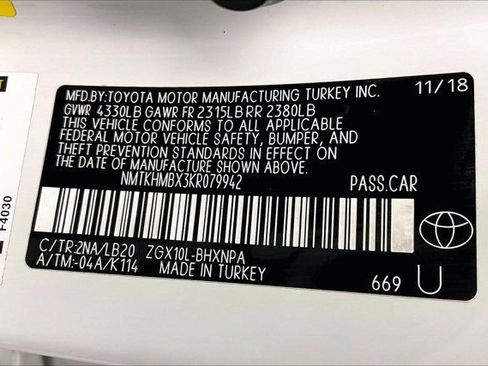 MFD.BY:TOYOTA MOTOR MANUFACTURING TURKEY INC. 11/18
GVWR 4330LB GAWR FR 2315LB RR 2380LB
THIS VEHICLE CONFORMS TO ALL APPLICABLE
FEDERAL MOTOR VEHICLE SAFETY, BUMPER, AND
THEFT PREVENTION STANDARDS IN EFFECT ON
THE DATE OF MANUFACTURE SHOWN ABOVE.
NMTKHMBX3KR079942 PASS.CAR
C/TR:2NA/LB20 ZGX10L-BHXNPA
A/TM:-04A/K114 MADE IN TURKEY
669 U
F4030